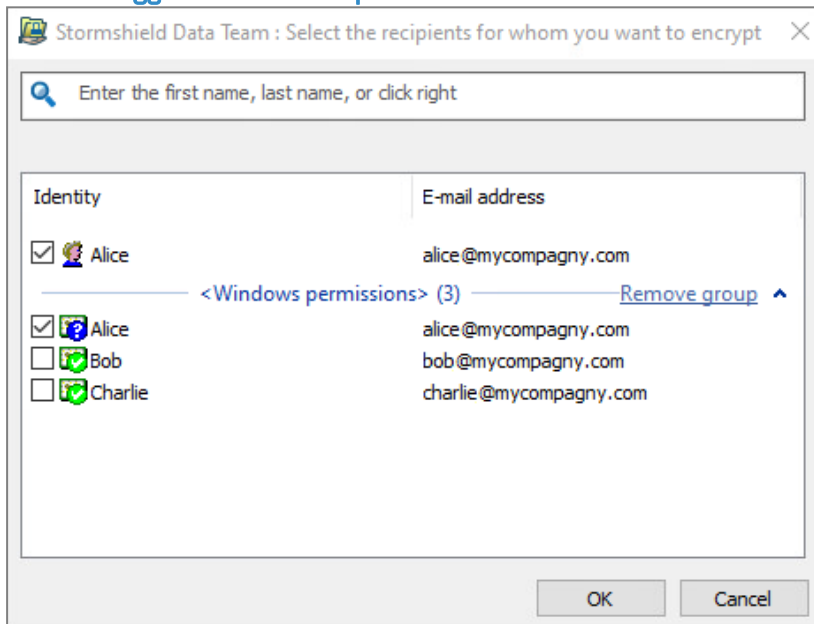 Stormshield Data Team : Select the recipients for whom you want to encrypt
Enter the first name, last name, or click right
Identity E-mail address
Alice alice@mycompagny.com
<Windows permissions> (3) Remove group
Alice alice@mycompagny.com
Bob bob@mycompagny.com
Charlie charlie@mycompagny.com
OK Cancel